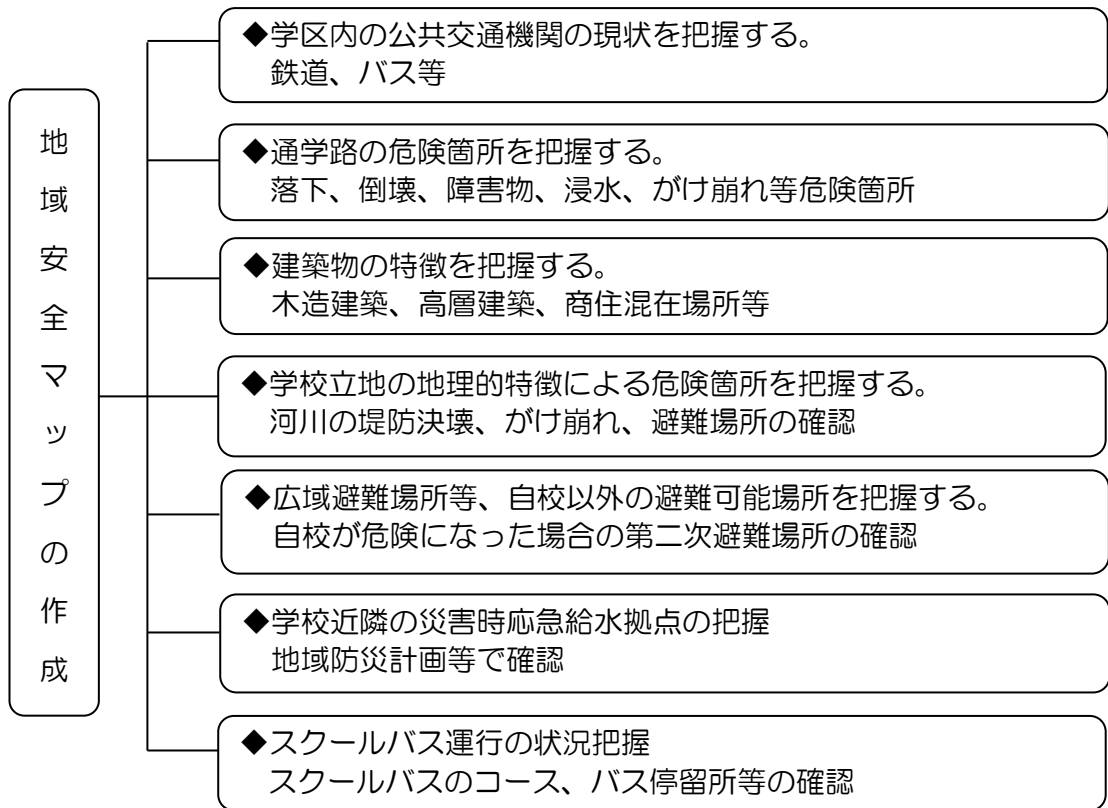 地域安全マップの作成
◆学区内の公共交通機関の現状を把握する。
鉄道、バス等
◆通学路の危険箇所を把握する。
落下、倒壊、障害物、浸水、がけ崩れ等危険箇所
◆建築物の特徴を把握する。
木造建築、高層建築、商住混在場所等
◆学校立地の地理的特徴による危険箇所を把握する。
河川の堤防決壊、がけ崩れ、避難場所の確認
◆広域避難場所等、自校以外の避難可能場所を把握する。
自校が危険になった場合の第二次避難場所の確認
◆学校近隣の災害時応急給水拠点の把握
地域防災計画等で確認
◆スクールバス運行の状況把握
スクールバスのコース、バス停留所等の確認